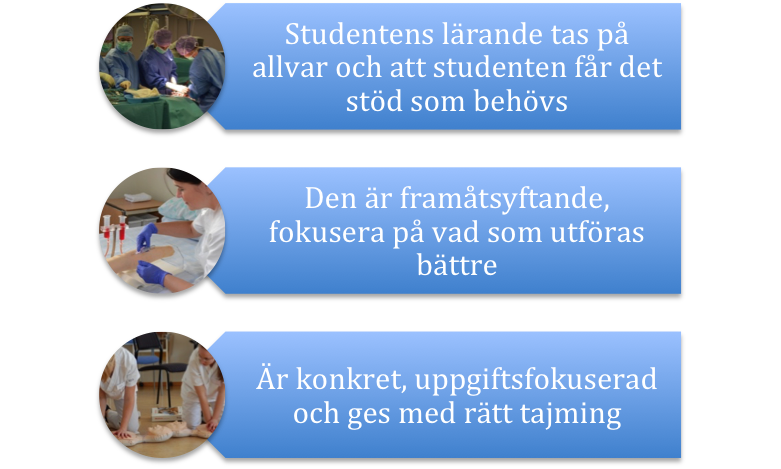 Studentens lärande tas på
allvar och att studenten får det
stöd som behövs
Den är framåtsyftande,
fokusera på vad som utföras
bättre
Är konkret, uppgiftsfokuserad
och ges med rätt tajming